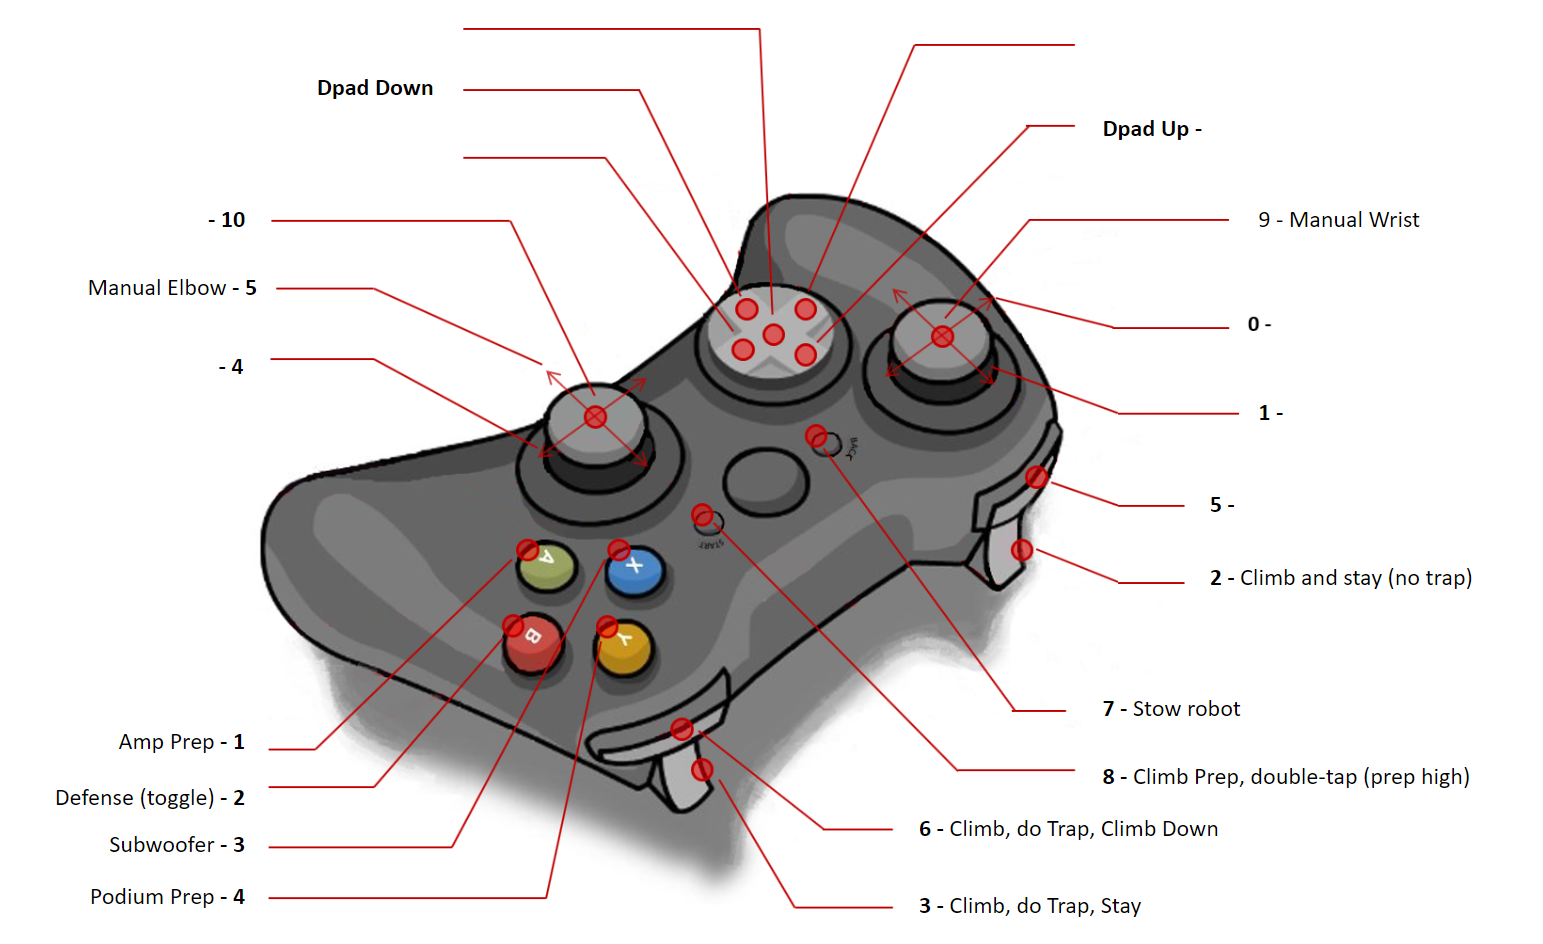 Dpad Down
Dpad Up -
- 10
9 - Manual Wrist
Manual Elbow - 5
0 -
- 4
1 -
BACK
5 -
START
A
X
2 - Climb and stay (no trap)
B
Y
7 - Stow robot
Amp Prep - 1
8 - Climb Prep, double-tap (prep high)
Defense (toggle) - 2
6 - Climb, do Trap, Climb Down
Subwoofer - 3
Podium Prep - 4
3 - Climb, do Trap, Stay